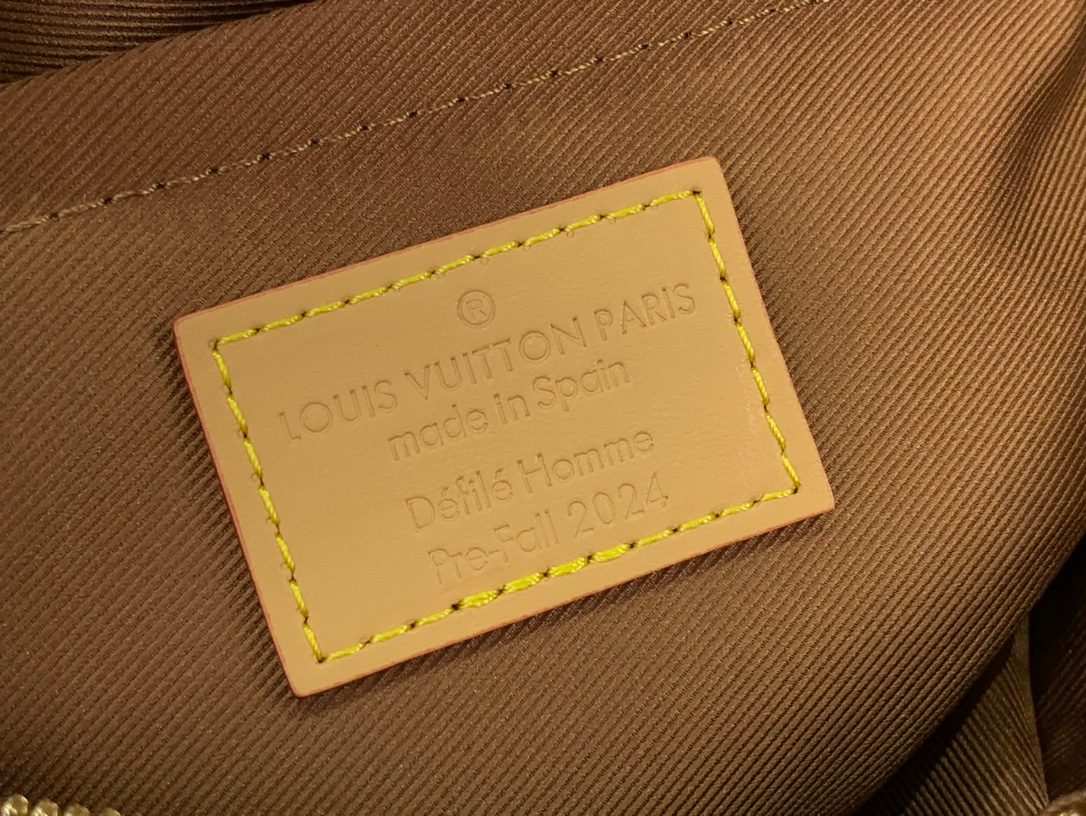 ®
LOUIS VUITTON PARIS
made in Spain
Défilé Homme
Pre-Fall 2024